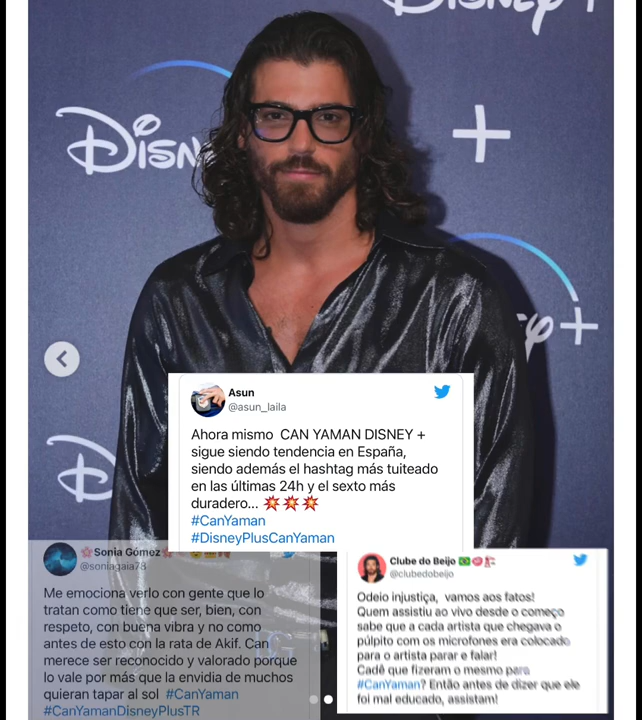 Disney+
Disn
+
y+
D
Asun
@asun_laila
Ahora mismo CAN YAMAN DISNEY +
sigue siendo tendencia en España,
siendo además el hashtag más tuiteado
en las últimas 24h y el sexto más
duradero... 💥💥💥
#CanYaman
#DisneyPlusCanYaman
🌸Sonia Gómez🌸
@soniagaia78
Me emociona verlo con gente que lo
tratan como tiene que ser, bien, con
respeto, con buena vibra y no como
antes de esto con la rata de Akif. Can
merece ser reconocido y valorado porque
lo vale por más que la envidia de muchos
quieran tapar al sol #CanYaman
#CanYamanDisneyPlusTR
Clube do Beijo 🇧🇷
@clubedobeijo
Odeio injustiça, vamos aos fatos!
Quem assistiu ao vivo desde o começo
sabe que a cada artista que chegava o
púlpito com os microfones era colocado
para o artista parar e falar!
Cadê que fizeram o mesmo para
#CanYaman? Então antes de dizer que ele
foi mal educado, assistam!